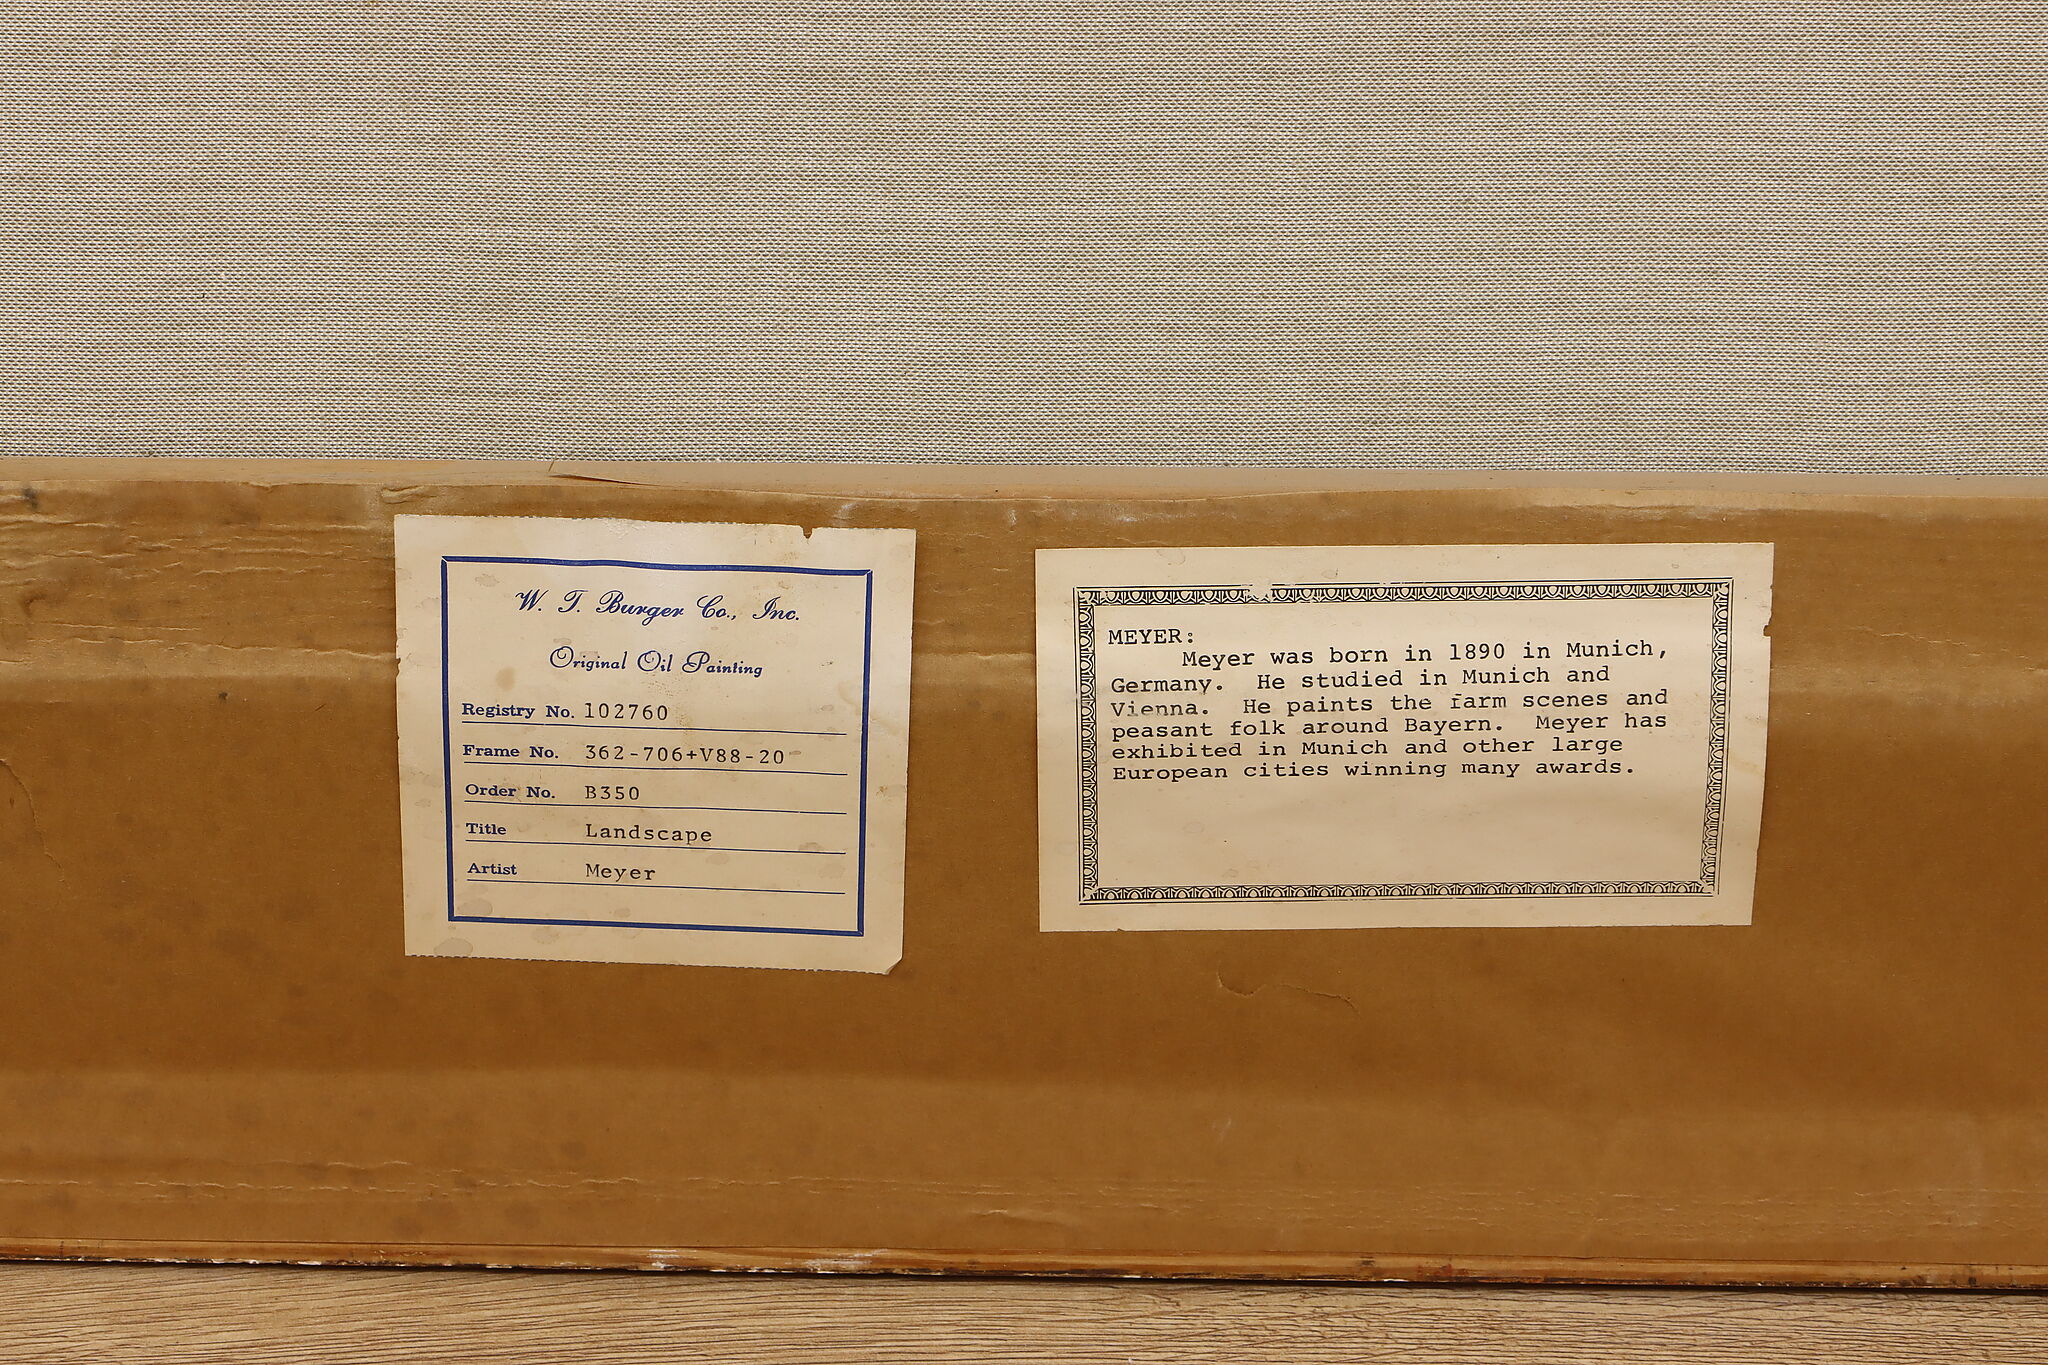 W. T. Burger Co., Inc.
Original Oil Painting
Registry No. 102760
Frame No. 362-706+V88-20
Order No. B350
Title Landscape
Artist Meyer
MEYER:
Meyer was born in 1890 in Munich,
Germany. He studied in Munich and
Vienna. He paints the farm scenes and
peasant folk around Bayern. Meyer has
exhibited in Munich and other large
European cities winning many awards.